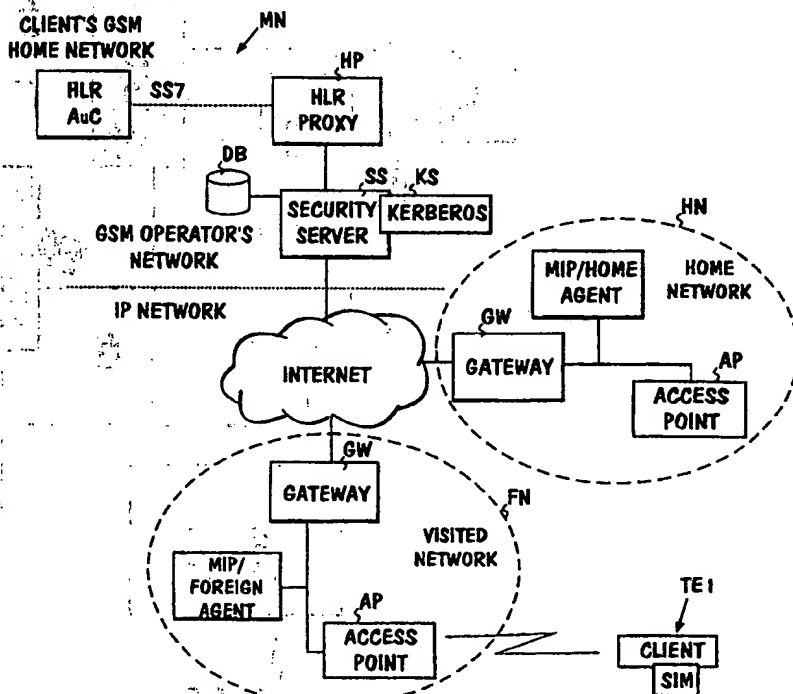 CLIENT'S GSM
HOME NETWORK
MN
HLR
AuC
SS7
HP
HLR
PROXY
DB
SS
KS
SECURITY
SERVER
KERBEROS
GSM OPERATOR'S
NETWORK
IP NETWORK
HN
MIP/HOME
AGENT
HOME
NETWORK
GW
GATEWAY
AP
ACCESS
POINT
INTERNET
GW
GATEWAY
FN
VISITED
NETWORK
MIP/
FOREIGN
AGENT
AP
ACCESS
POINT
TE1
CLIENT
SIM